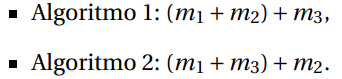 ▪ Algoritmo 1: (m₁ + m₂) + m₃,
▪ Algoritmo 2: (m₁ + m₃) + m₂.